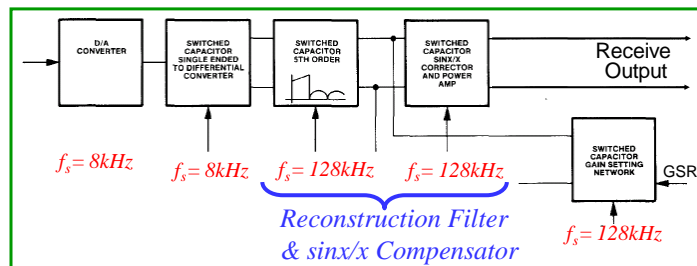 D/A
CONVERTER
SWITCHED
CAPACITOR
SINGLE ENDED
TO DIFFERENTIAL
CONVERTER
SWITCHED
CAPACITOR
5TH ORDER
SWITCHED
CAPACITOR
SINX/X
CORRECTOR
AND POWER
AMP
Receive
Output
SWITCHED
CAPACITOR
GAIN SETTING
NETWORK
GSR
fs= 8kHz
fs= 8kHz
fs= 128kHz
fs= 128kHz
fs= 128kHz
Reconstruction Filter
& sinx/x Compensator